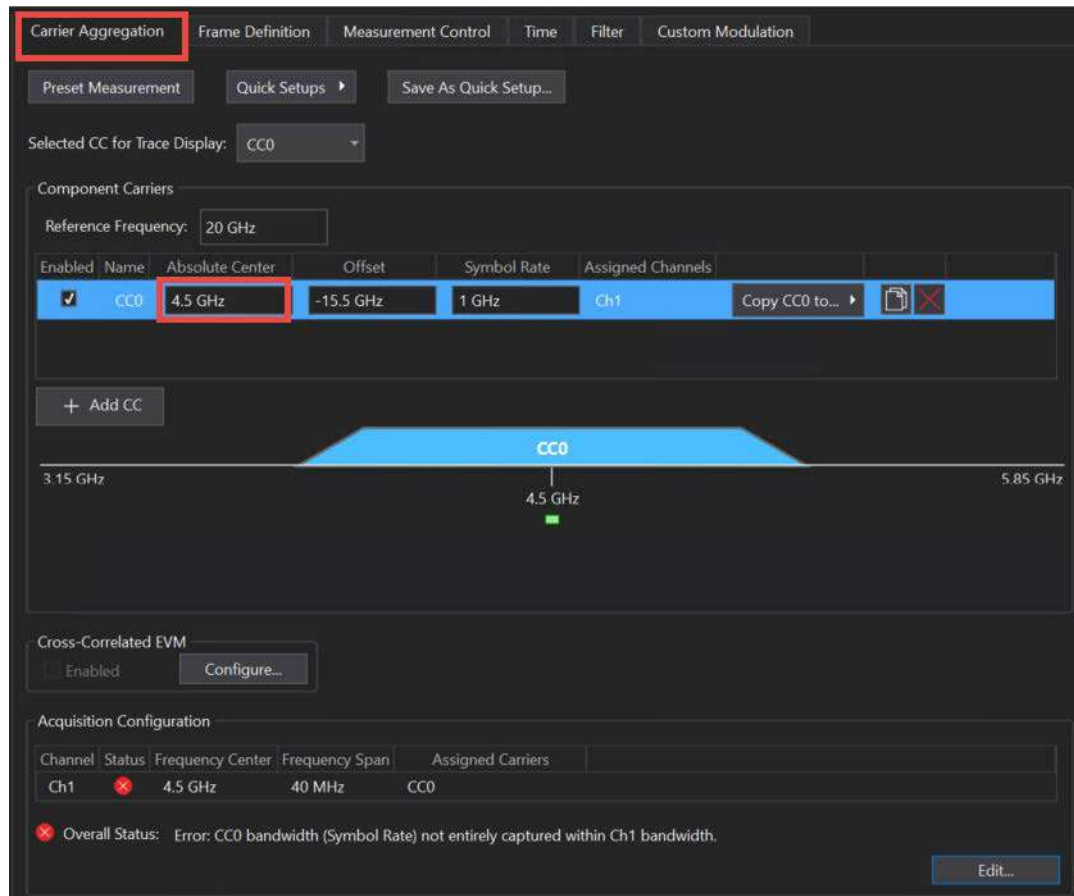 Carrier Aggregation Frame Definition Measurement Control Time Filter Custom Modulation
Preset Measurement Quick Setups Save As Quick Setup...
Selected CC for Trace Display: CC0
Component Carriers
Reference Frequency: 20 GHz
Enabled Name Absolute Center Offset Symbol Rate Assigned Channels
CC0 4.5 GHz -15.5 GHz 1 GHz Ch1 Copy CC0 to...
+ Add CC
CC0
3.15 GHz 5.85 GHz
4.5 GHz
Cross-Correlated EVM
Enabled Configure...
Acquisition Configuration
Channel Status Frequency Center Frequency Span Assigned Carriers
Ch1 4.5 GHz 40 MHz CC0
Overall Status: Error: CC0 bandwidth (Symbol Rate) not entirely captured within Ch1 bandwidth.
Edit...